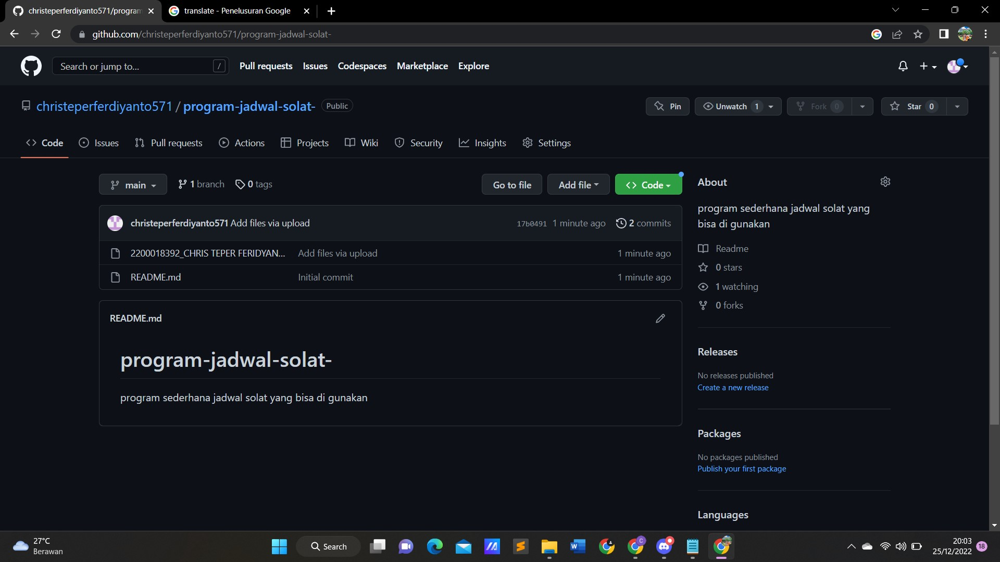 christeperferdiyanto571/program
translate - Penelusuran Google
github.com/christeperferdiyanto571/program-jadwal-solat-
Search or jump to...
/
Pull requests
Issues
Codespaces
Marketplace
Explore
christeperferdiyanto571 / program-jadwal-solat-
Public
Pin
Unwatch 1
Fork 0
Star 0
Code
Issues
Pull requests
Actions
Projects
Wiki
Security
Insights
Settings
main
1 branch
0 tags
Go to file
Add file
Code
christeperferdiyanto571 Add files via upload
17b0491 1 minute ago
2 commits
2200018392_CHRIS TEPER FERIDYAN...
Add files via upload
1 minute ago
README.md
Initial commit
1 minute ago
README.md
program-jadwal-solat-
program sederhana jadwal solat yang bisa di gunakan
About
program sederhana jadwal solat yang
bisa di gunakan
Readme
0 stars
1 watching
0 forks
Releases
No releases published
Create a new release
Packages
No packages published
Publish your first package
Languages
27°C
Berawan
Search
C
20:03
25/12/2022
18